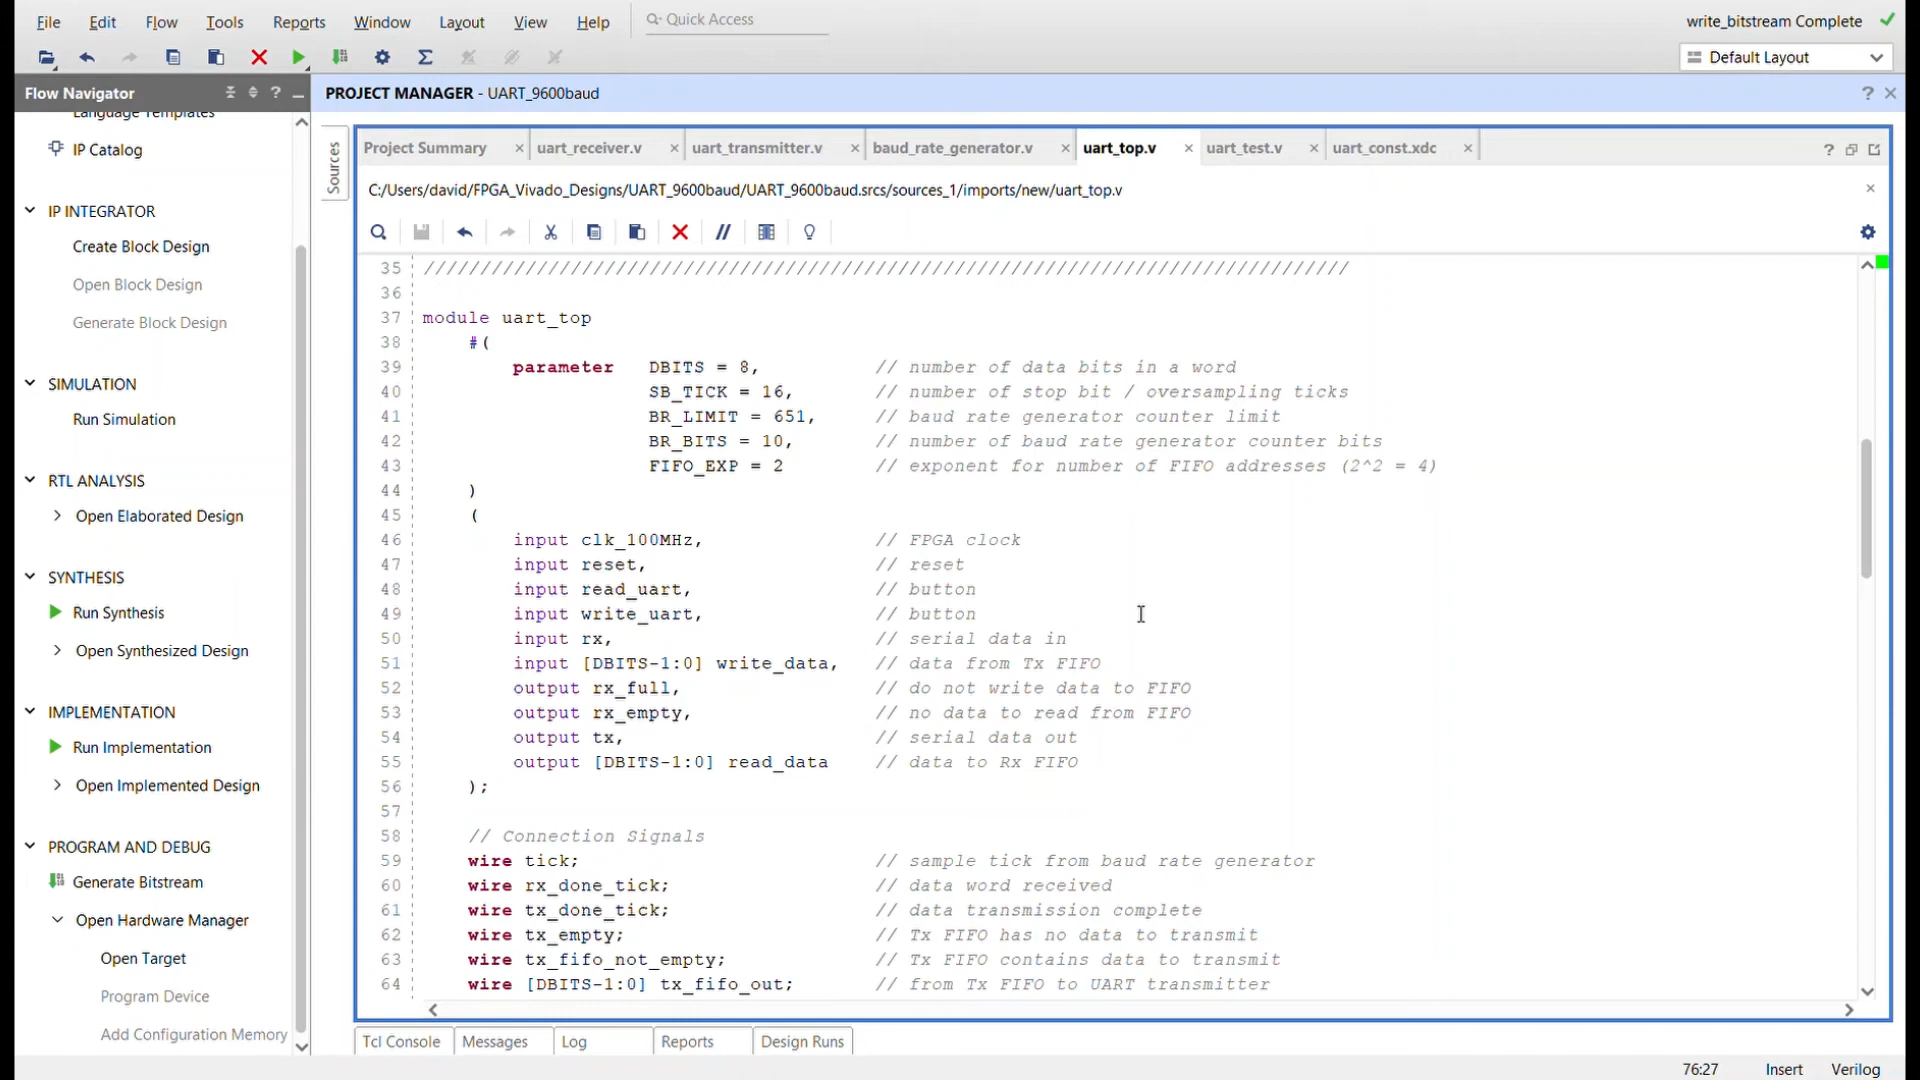 File Edit Flow Tools Reports Window Layout View Help Quick Access write_bitstream Complete
Default Layout
Flow Navigator
PROJECT MANAGER - UART_9600baud
Language Templates
IP Catalog
IP INTEGRATOR
Create Block Design
Open Block Design
Generate Block Design
SIMULATION
Run Simulation
RTL ANALYSIS
Open Elaborated Design
SYNTHESIS
Run Synthesis
Open Synthesized Design
IMPLEMENTATION
Run Implementation
Open Implemented Design
PROGRAM AND DEBUG
Generate Bitstream
Open Hardware Manager
Open Target
Program Device
Add Configuration Memory
Sources
Project Summary uart_receiver.v uart_transmitter.v baud_rate_generator.v uart_top.v uart_test.v uart_const.xdc
C:/Users/david/FPGA_Vivado_Designs/UART_9600baud/UART_9600baud.srcs/sources_1/imports/new/uart_top.v
35 //////////////////////////////////////////////////////////////////////////////////
36
37 module uart_top
38 #(
39 parameter DBITS = 8, // number of data bits in a word
40 SB_TICK = 16, // number of stop bit / oversampling ticks
41 BR_LIMIT = 651, // baud rate generator counter limit
42 BR_BITS = 10, // number of baud rate generator counter bits
43 FIFO_EXP = 2 // exponent for number of FIFO addresses (2^2 = 4)
44 )
45 (
46 input clk_100MHz, // FPGA clock
47 input reset, // reset
48 input read_uart, // button
49 input write_uart, // button
50 input rx, // serial data in
51 input [DBITS-1:0] write_data, // data from Tx FIFO
52 output rx_full, // do not write data to FIFO
53 output rx_empty, // no data to read from FIFO
54 output tx, // serial data out
55 output [DBITS-1:0] read_data // data to Rx FIFO
56 );
57
58 // Connection Signals
59 wire tick; // sample tick from baud rate generator
60 wire rx_done_tick; // data word received
61 wire tx_done_tick; // data transmission complete
62 wire tx_empty; // Tx FIFO has no data to transmit
63 wire tx_fifo_not_empty; // Tx FIFO contains data to transmit
64 wire [DBITS-1:0] tx_fifo_out; // from Tx FIFO to UART transmitter
Tcl Console Messages Log Reports Design Runs
76:27 Insert Verilog